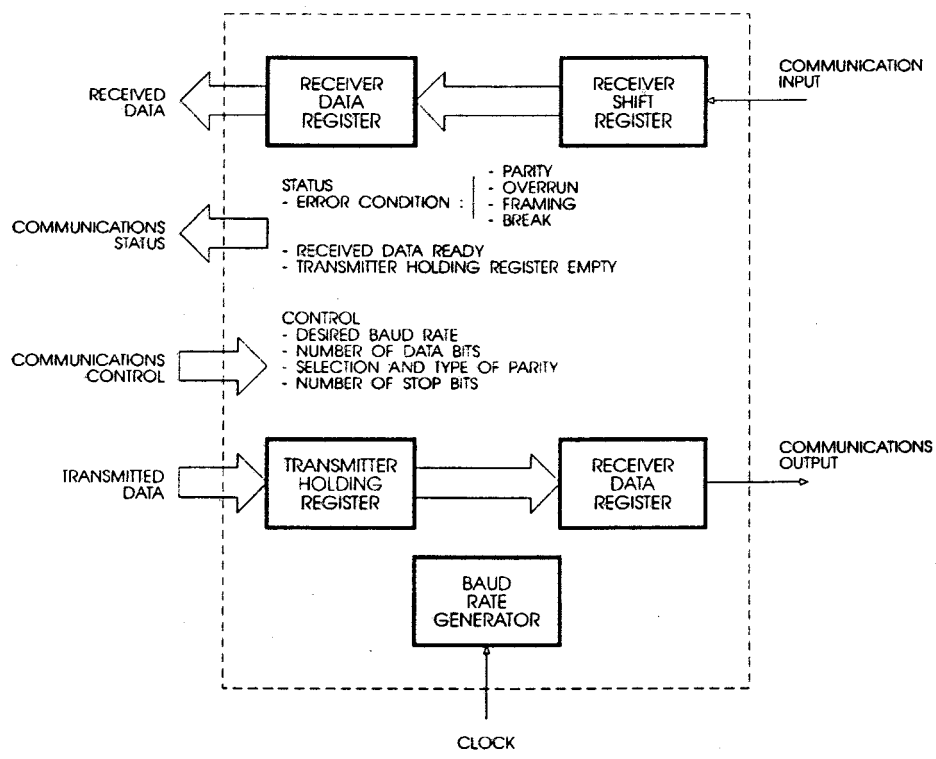 RECEIVED
DATA
RECEIVER
DATA
REGISTER
RECEIVER
SHIFT
REGISTER
COMMUNICATION
INPUT
COMMUNICATIONS
STATUS
STATUS
- ERROR CONDITION :
- PARITY
- OVERRUN
- FRAMING
- BREAK
- RECEIVED DATA READY
- TRANSMITTER HOLDING REGISTER EMPTY
COMMUNICATIONS
CONTROL
CONTROL
- DESIRED BAUD RATE
- NUMBER OF DATA BITS
- SELECTION AND TYPE OF PARITY
- NUMBER OF STOP BITS
TRANSMITTED
DATA
TRANSMITTER
HOLDING
REGISTER
RECEIVER
DATA
REGISTER
COMMUNICATIONS
OUTPUT
BAUD
RATE
GENERATOR
CLOCK